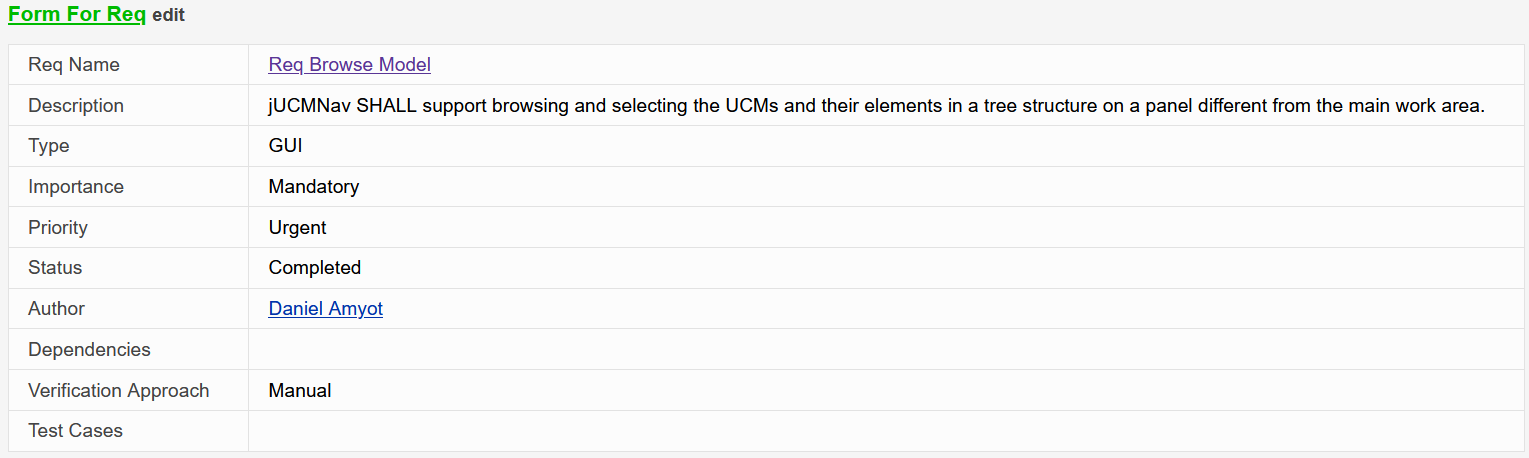 Form For Req edit
Req Name Req Browse Model
Description jUCMNav SHALL support browsing and selecting the UCMs and their elements in a tree structure on a panel different from the main work area.
Type GUI
Importance Mandatory
Priority Urgent
Status Completed
Author Daniel Amyot
Dependencies
Verification Approach Manual
Test Cases